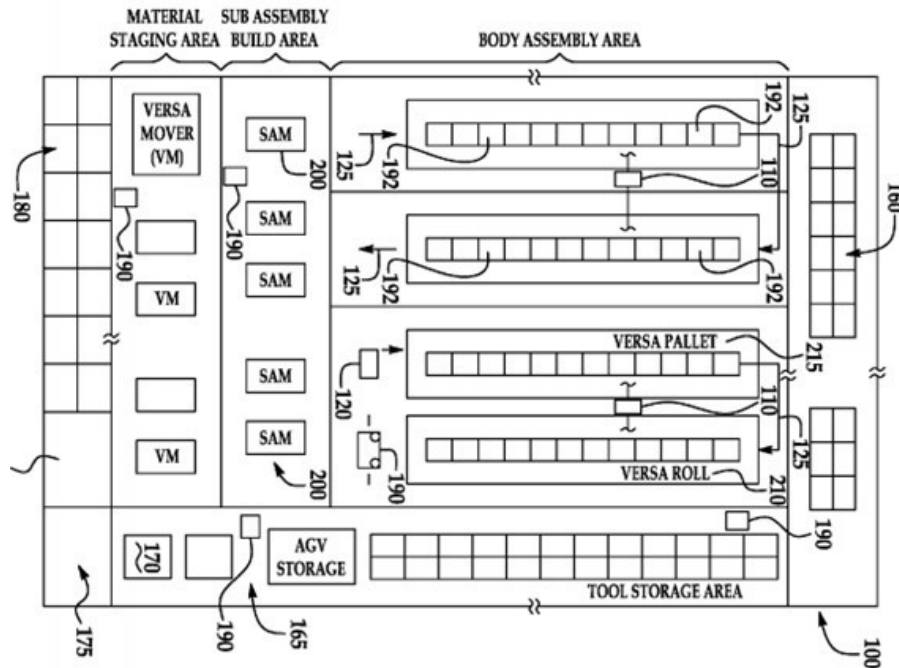 MATERIAL
STAGING AREA
SUB ASSEMBLY
BUILD AREA
BODY ASSEMBLY AREA
VERSA
MOVER
(VM)
SAM
200
125
192
192
125
110
160
180
190
190
SAM
VM
SAM
125
192
192
VERSA PALLET
215
SAM
120
110
125
VM
SAM
200
190
VERSA ROLL
210
190
170
AGV
STORAGE
TOOL STORAGE AREA
175
190
165
100